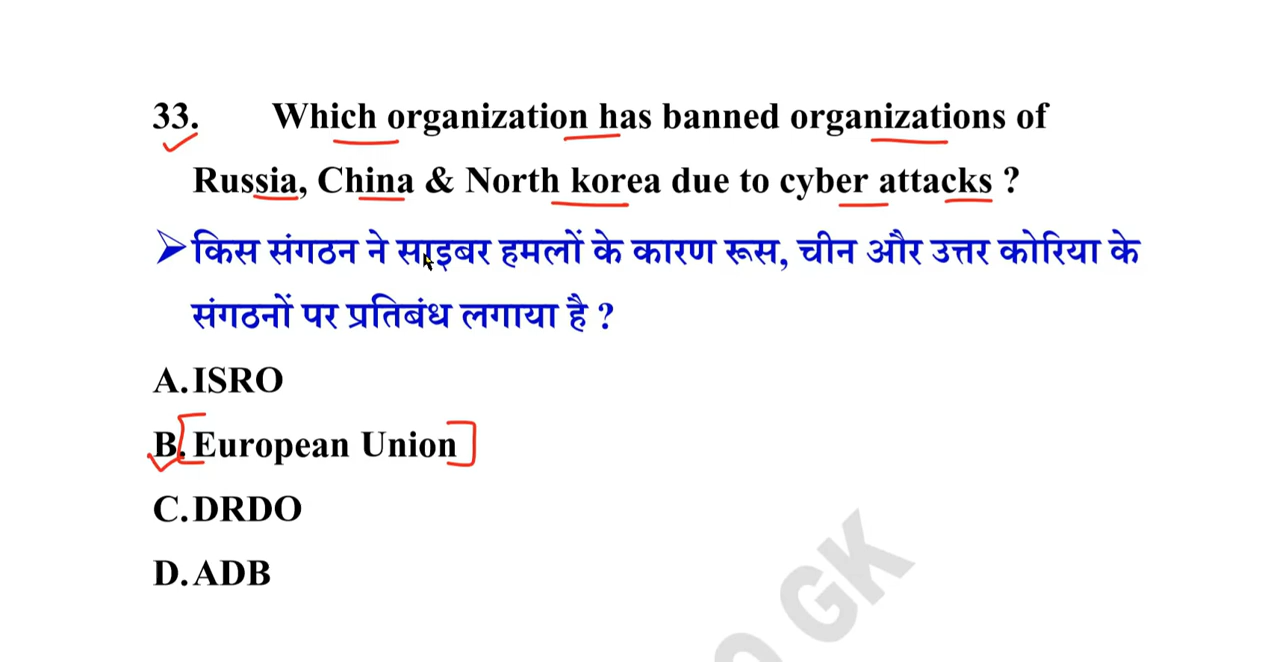 33. Which organization has banned organizations of
Russia, China & North korea due to cyber attacks ?
➢किस संगठन ने साइबर हमलों के कारण रूस, चीन और उत्तर कोरिया के
संगठनों पर प्रतिबंध लगाया है ?
A.ISRO
B.European Union
C.DRDO
D.ADB
GK